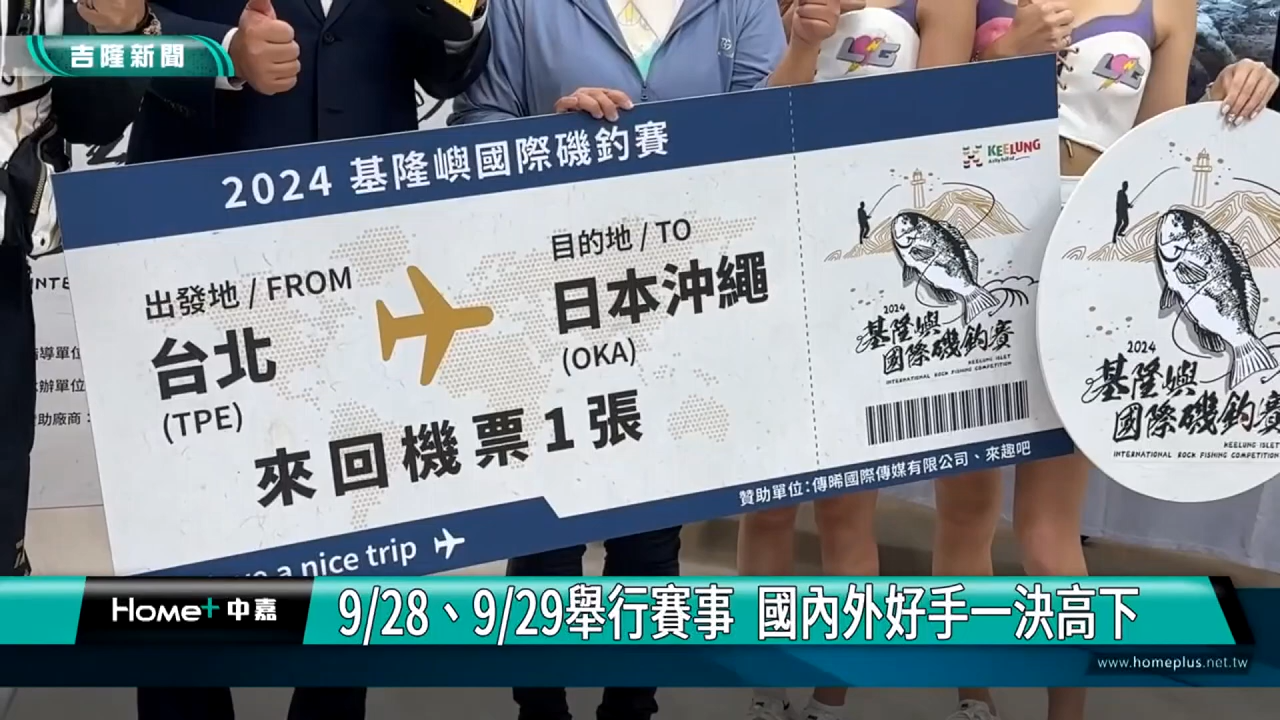 吉隆新聞
2024 基隆嶼國際磯釣賽
KEELUNG
出發地 / FROM
目的地 / TO
台北
日本沖繩
(TPE)
(OKA)
來回機票1張
2024
基隆嶼
國際磯釣賽
KEELUNG ISLET
INTERNATIONAL ROCK FISHING COMPETITION
贊助單位:傳晞國際傳媒有限公司、來趣吧
a nice trip
2024
基隆嶼
國際磯釣賽
KEELUNG ISLET
INTERNATIONAL ROCK FISHING COMPETITION
Home+ 中嘉
9/28、9/29舉行賽事 國內外好手一決高下
www.homeplus.net.tw